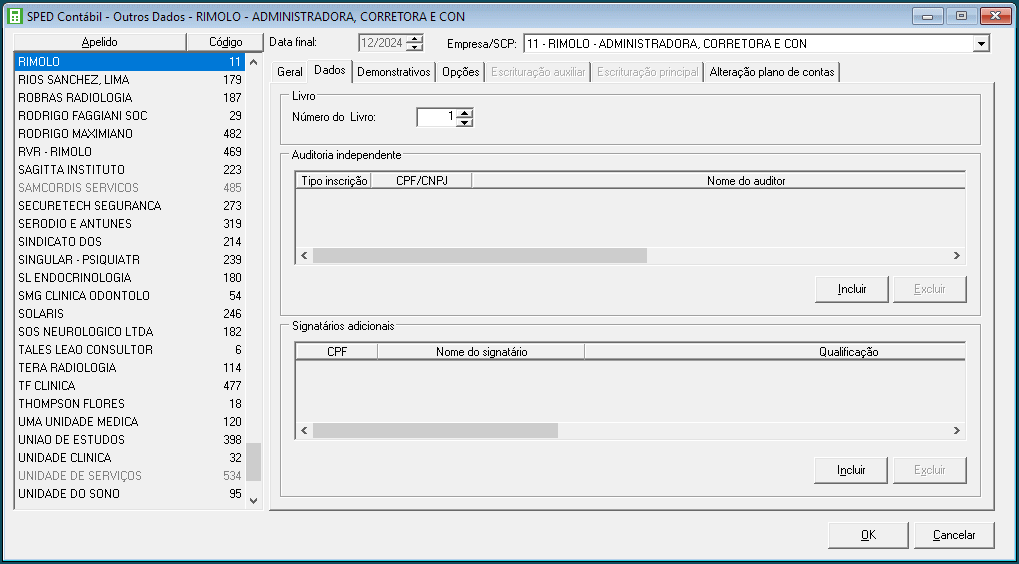 SPED Contábil - Outros Dados - RIMOLO - ADMINISTRADORA, CORRETORA E CON
Apelido Código
RIMOLO 11
RIOS SANCHEZ, LIMA 179
ROBRAS RADIOLOGIA 187
RODRIGO FAGGIANI SOC 29
RODRIGO MAXIMIANO 482
RVR - RIMOLO 469
SAGITTA INSTITUTO 223
SAMCORDIS SERVICOS 485
SECURETECH SEGURANCA 273
SERODIO E ANTUNES 319
SINDICATO DOS 214
SINGULAR - PSIQUIATR 239
SL ENDOCRINOLOGIA 180
SMG CLINICA ODONTOLO 54
SOLARIS 246
SOS NEUROLOGICO LTDA 182
TALES LEAO CONSULTOR 6
TERA RADIOLOGIA 114
TF CLINICA 477
THOMPSON FLORES 18
UMA UNIDADE MEDICA 120
UNIAO DE ESTUDOS 398
UNIDADE CLINICA 32
UNIDADE DE SERVIÇOS 534
UNIDADE DO SONO 95
Data final: 12/2024 Empresa/SCP: 11 - RIMOLO - ADMINISTRADORA, CORRETORA E CON
Geral Dados Demonstrativos Opções Escrituração auxiliar Escrituração principal Alteração plano de contas
Livro
Número do Livro: 1
Auditoria independente
Tipo inscrição CPF/CNPJ Nome do auditor
Incluir Excluir
Signatários adicionais
CPF Nome do signatário Qualificação
Incluir Excluir
OK Cancelar